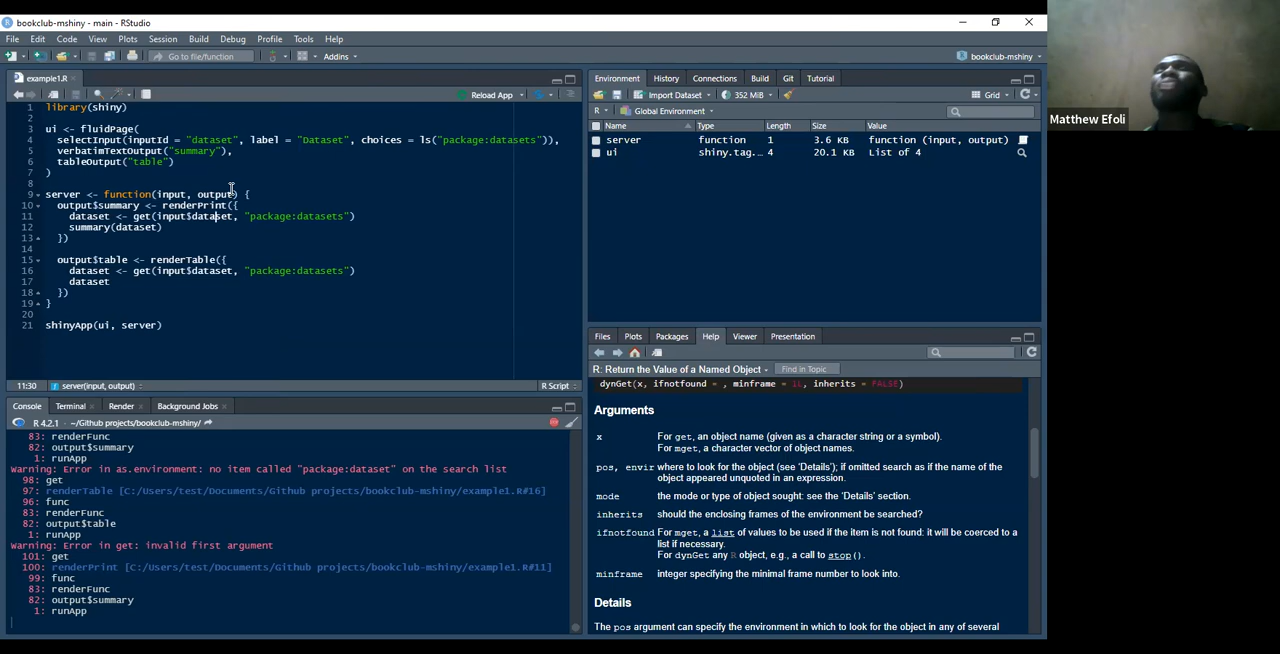 bookclub-mshiny - main - RStudio
File Edit Code View Plots Session Build Debug Profile Tools Help
Go to file/function Addins bookclub-mshiny
example1.R
Reload App
1 library(shiny)
2
3 ui <- fluidPage(
4 selectInput(inputId = "dataset", label = "Dataset", choices = ls("package:datasets")),
5 verbatimTextOutput("summary"),
6 tableOutput("table")
7 )
8
9 server <- function(input, output) {
10 output$summary <- renderPrint({
11 dataset <- get(input$dataset, "package:datasets")
12 summary(dataset)
13 })
14
15 output$table <- renderTable({
16 dataset <- get(input$dataset, "package:datasets")
17 dataset
18 })
19 }
20
21 shinyApp(ui, server)
11:30 server(input, output) R Script
Console Terminal Render Background Jobs
R 4.2.1 · ~/Github projects/bookclub-mshiny/
83: renderFunc
82: output$summary
1: runApp
Warning: Error in as.environment: no item called "package:dataset" on the search list
98: get
97: renderTable [C:/Users/test/Documents/Github projects/bookclub-mshiny/example1.R#16]
96: func
83: renderFunc
82: output$table
1: runApp
Warning: Error in get: invalid first argument
101: get
100: renderPrint [C:/Users/test/Documents/Github projects/bookclub-mshiny/example1.R#11]
99: func
83: renderFunc
82: output$summary
1: runApp
Environment History Connections Build Git Tutorial
Import Dataset 352 MiB Grid
R Global Environment
Name Type Length Size Value
server function 1 3.6 KB function (input, output)
ui shiny.tag... 4 20.1 KB List of 4
Files Plots Packages Help Viewer Presentation
R: Return the Value of a Named Object Find in Topic
dynGet(x, ifnotfound = , minframe = 1L, inherits = FALSE)
Arguments
x For get, an object name (given as a character string or a symbol).
For mget, a character vector of object names.
pos, envir where to look for the object (see ‘Details’); if omitted search as if the name of the
object appeared unquoted in an expression.
mode the mode or type of object sought: see the ‘Details’ section.
inherits should the enclosing frames of the environment be searched?
ifnotfound For mget, a list of values to be used if the item is not found: it will be coerced to a
list if necessary.
For dynGet any R object, e.g., a call to stop().
minframe integer specifying the minimal frame number to look into.
Details
The pos argument can specify the environment in which to look for the object in any of several
Matthew Efoli